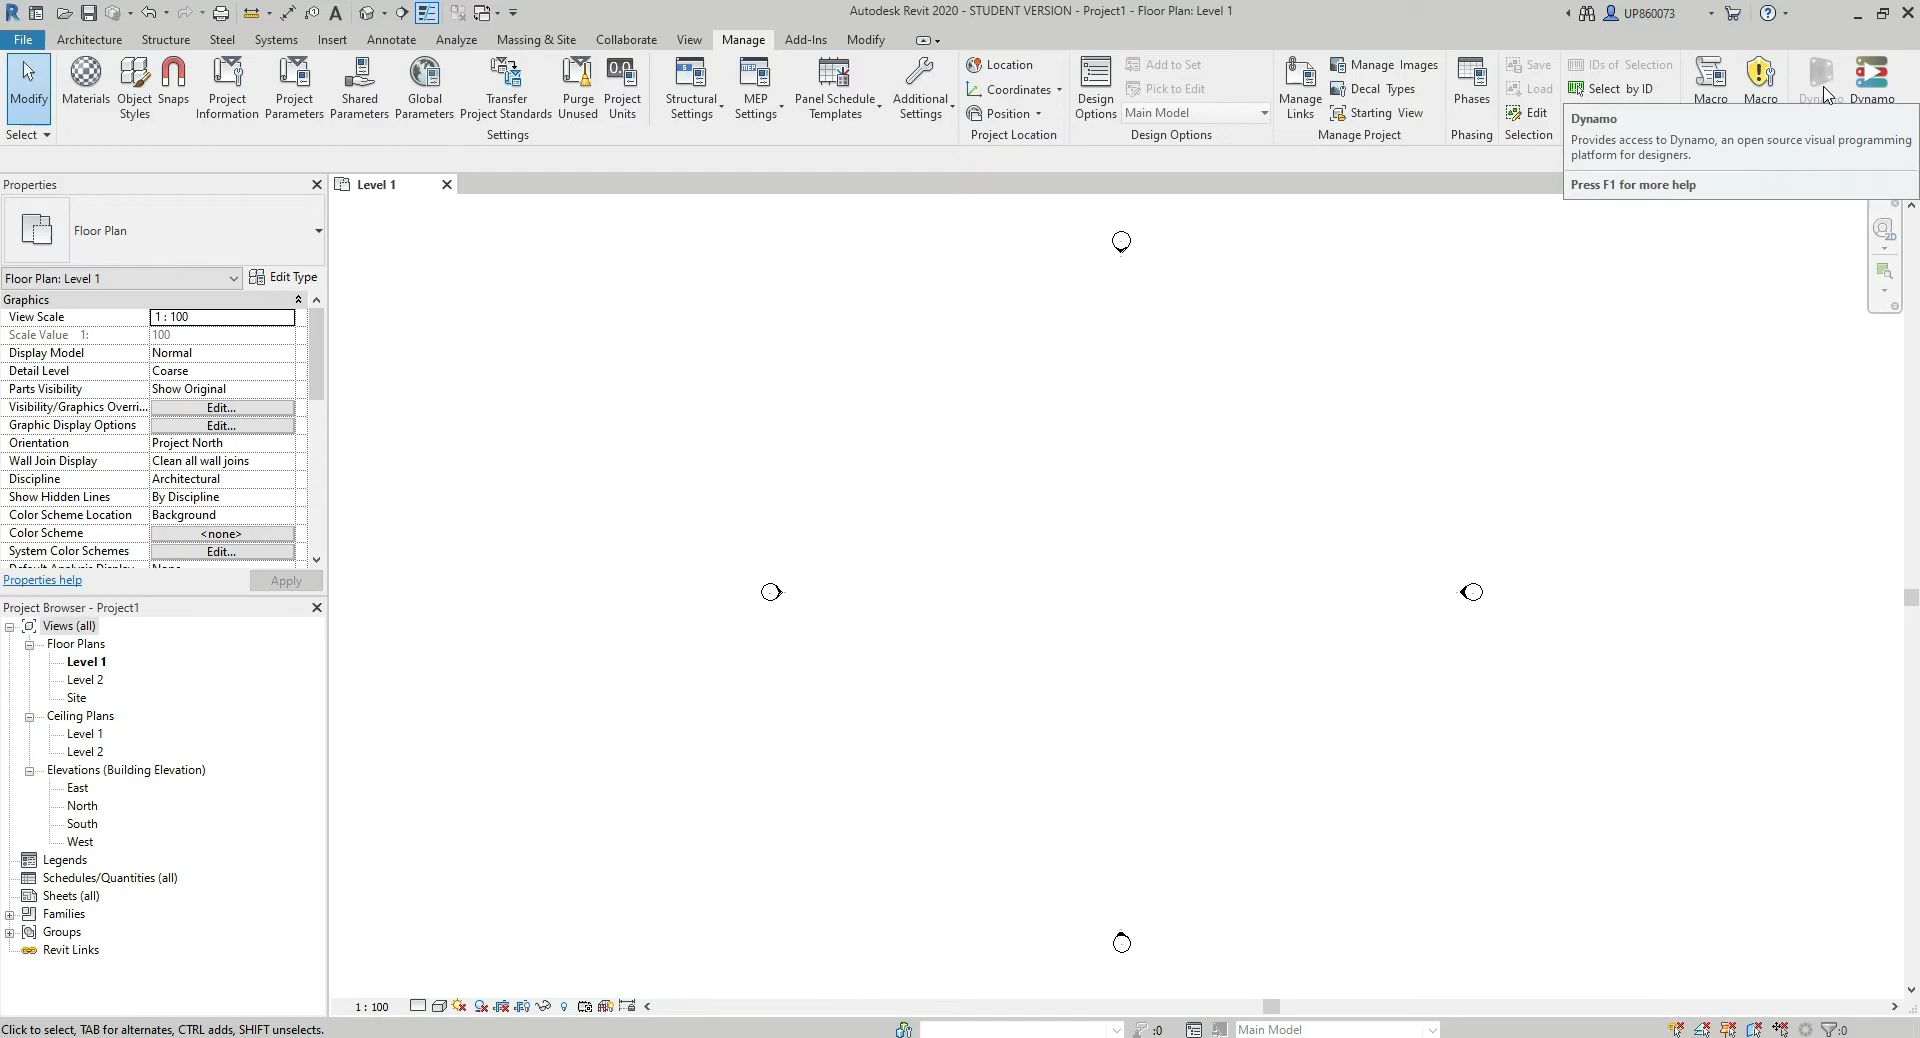 Autodesk Revit 2020 - STUDENT VERSION - Project1 - Floor Plan: Level 1
UP860073
File Architecture Structure Steel Systems Insert Annotate Analyze Massing & Site Collaborate View Manage Add-Ins Modify
Modify
Select
Materials
Object Styles
Snaps
Project Information
Project Parameters
Shared Parameters
Global Parameters
Transfer Project Standards
Purge Unused
Project Units
Settings
Structural Settings
MEP Settings
Panel Schedule Templates
Additional Settings
Location
Coordinates
Position
Project Location
Design Options
Add to Set
Pick to Edit
Main Model
Design Options
Manage Links
Manage Images
Decal Types
Starting View
Manage Project
Phases
Phasing
Save
Load
Edit
Selection
IDs of Selection
Select by ID
Macro
Macro
Dynamo
Dynamo
Provides access to Dynamo, an open source visual programming
platform for designers.
Press F1 for more help
Properties
Floor Plan
Floor Plan: Level 1 Edit Type
Graphics
View Scale 1 : 100
Scale Value 1: 100
Display Model Normal
Detail Level Coarse
Parts Visibility Show Original
Visibility/Graphics Overri... Edit...
Graphic Display Options Edit...
Orientation Project North
Wall Join Display Clean all wall joins
Discipline Architectural
Show Hidden Lines By Discipline
Color Scheme Location Background
Color Scheme <none>
System Color Schemes Edit...
Properties help Apply
Project Browser - Project1
Views (all)
Floor Plans
Level 1
Level 2
Site
Ceiling Plans
Level 1
Level 2
Elevations (Building Elevation)
East
North
South
West
Legends
Schedules/Quantities (all)
Sheets (all)
Families
Groups
Revit Links
Level 1
2D
1 : 100
Click to select, TAB for alternates, CTRL adds, SHIFT unselects.
:0
Main Model
:0